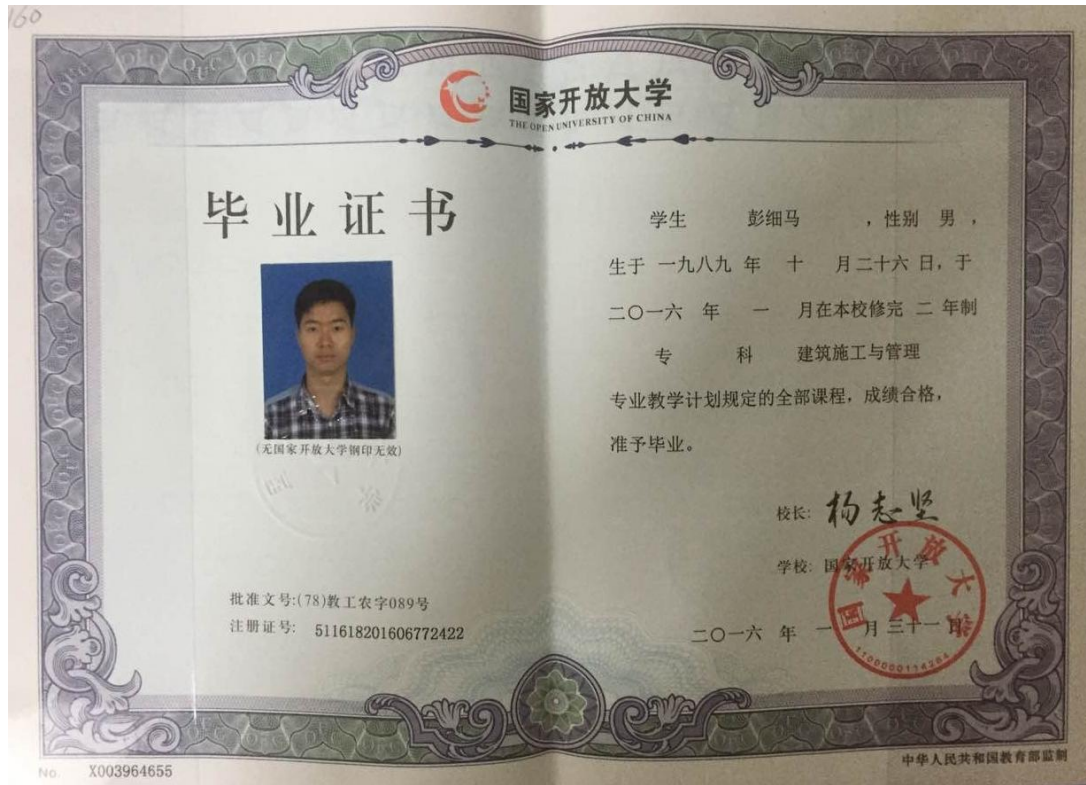 160
国家开放大学
THE OPEN UNIVERSITY OF CHINA
毕业证书
(无国家开放大学钢印无效)
批准文号:(78)教工农字089号
注册证号: 511618201606772422
学生 彭细马 ，性别 男 ，
生于 一九八九 年 十 月二十六 日，于
二〇一六 年 一 月在本校修完 二 年制
专 科 建筑施工与管理
专业教学计划规定的全部课程，成绩合格，
准予毕业。
校长: 杨志坚
学校: 国家开放大学
二〇一六 年 一 月三十一日
国家开放大学
1100000114284
No. X003964655
中华人民共和国教育部监制